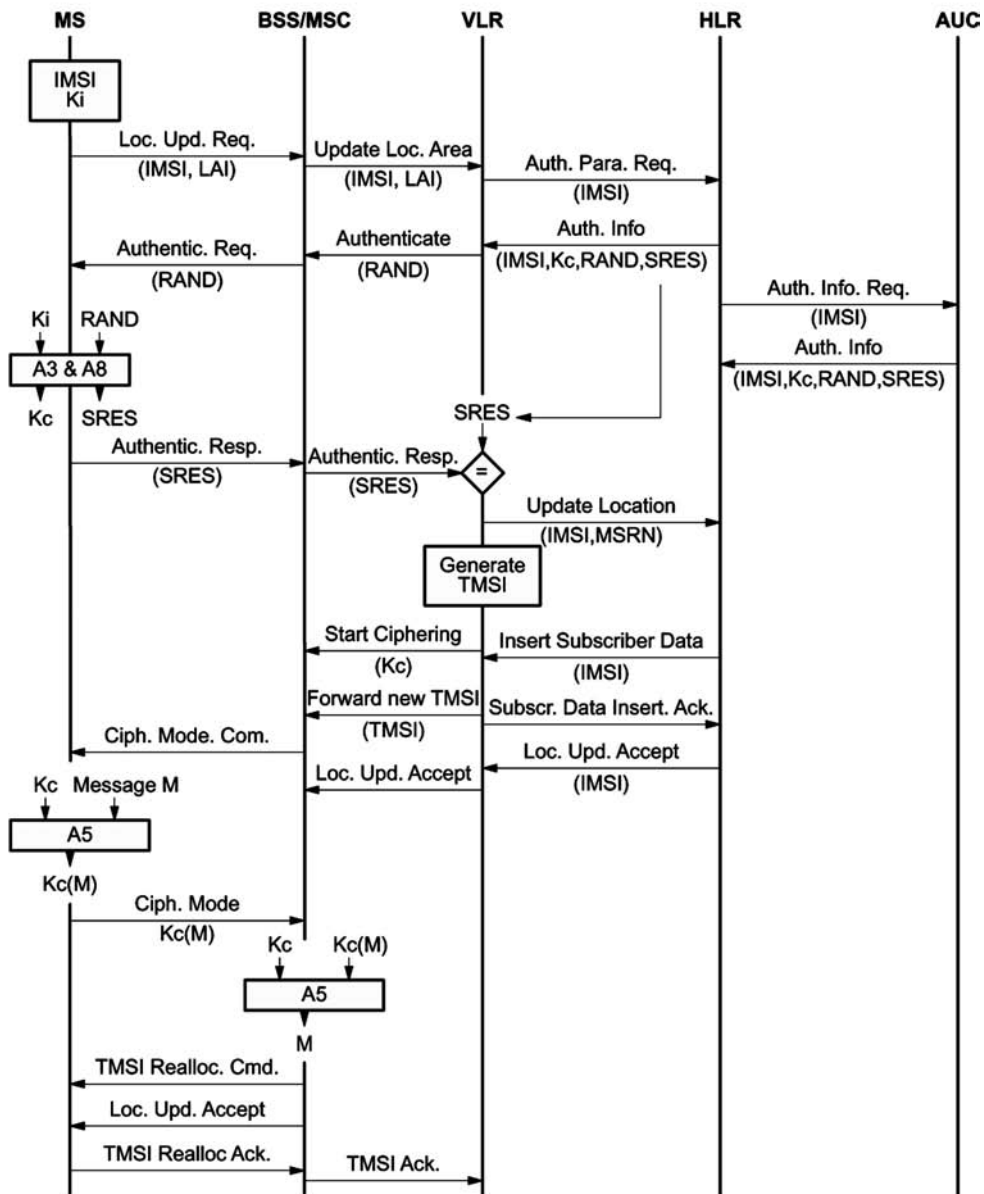 MS BSS/MSC VLR HLR AUC
IMSI
Ki
Loc. Upd. Req.
(IMSI, LAI)
Update Loc. Area
(IMSI, LAI)
Auth. Para. Req.
(IMSI)
Auth. Info
(IMSI,Kc,RAND,SRES)
Authenticate
(RAND)
Authentic. Req.
(RAND)
Auth. Info. Req.
(IMSI)
Auth. Info
(IMSI,Kc,RAND,SRES)
Ki RAND
A3 & A8
Kc SRES
SRES
Authentic. Resp.
(SRES)
Authentic. Resp.
(SRES)
=
Update Location
(IMSI,MSRN)
Generate
TMSI
Start Ciphering
(Kc)
Insert Subscriber Data
(IMSI)
Forward new TMSI
(TMSI)
Subscr. Data Insert. Ack.
Ciph. Mode. Com.
Loc. Upd. Accept
(IMSI)
Loc. Upd. Accept
Kc Message M
A5
Kc(M)
Ciph. Mode
Kc(M)
Kc Kc(M)
A5
M
TMSI Realloc. Cmd.
Loc. Upd. Accept
TMSI Realloc Ack.
TMSI Ack.